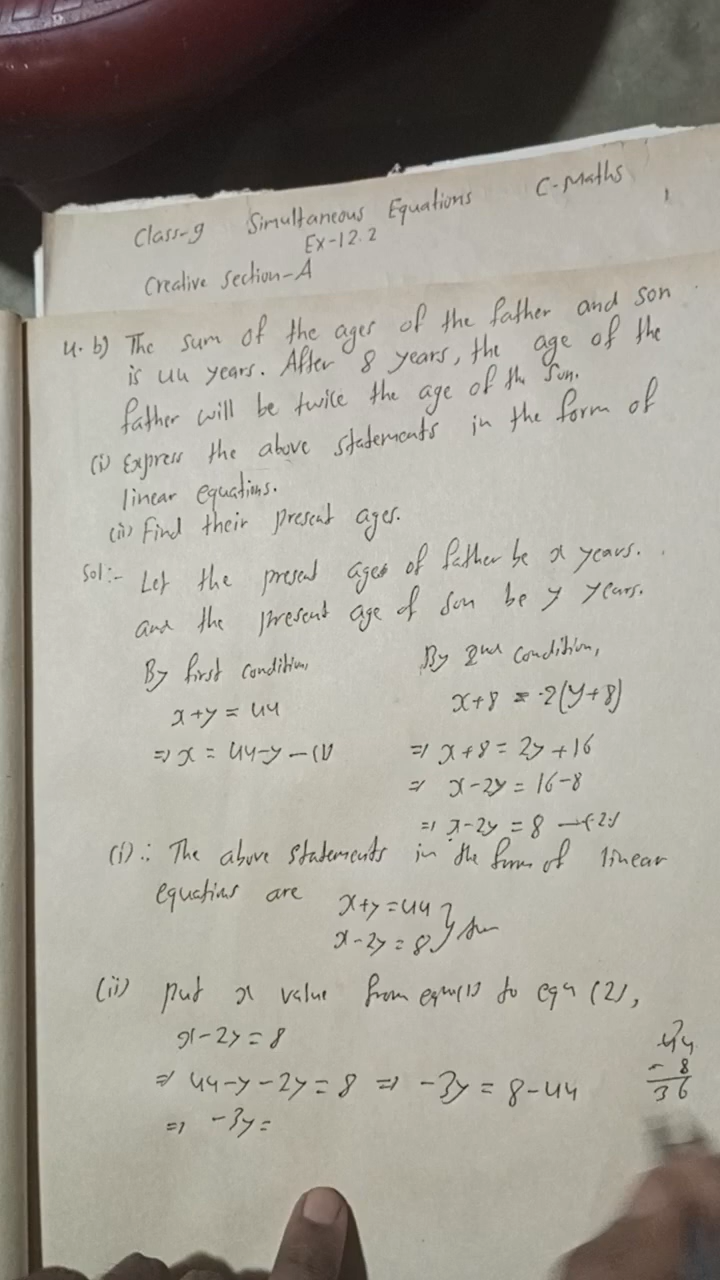 Class-9 Simultaneous Equations C-Maths
Ex-12.2
Creative Section-A
4. b) The sum of the ages of the father and son
is 44 years. After 8 years, the age of the
father will be twice the age of the son.
(i) Express the above statements in the form of
linear equations.
(ii) Find their present ages.
Sol:- Let the present ages of father be x years.
and the present age of son be y years.
By first condition,
x+y = 44
⇒ x = 44-y -(1)
By 2nd condition,
x+8 = 2(y+8)
⇒ x+8 = 2y+16
⇒ x-2y = 16-8
⇒ x-2y = 8 -(2)
(i) ∴ The above statements in the form of linear
equations are x+y=44
x-2y = 8
(ii) put x value from eqn(1) to eqn (2),
x-2y = 8
⇒ 44-y-2y = 8 ⇒ -3y = 8-44
⇒ -3y =
44
- 8
36